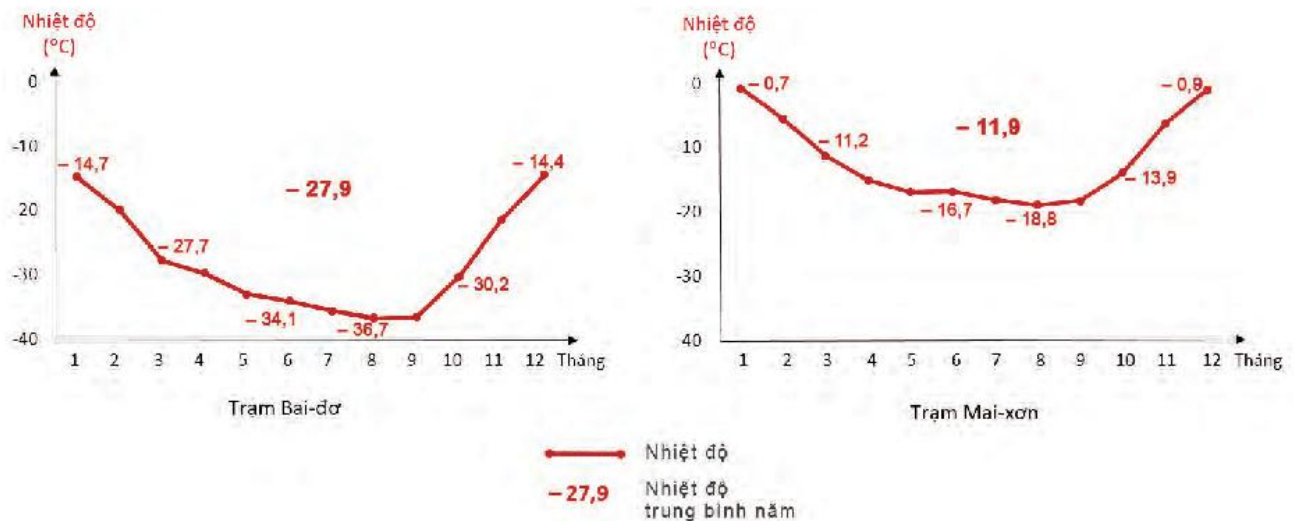 Nhiệt độ
(°C)
0
-10
20
-30
-40
– 14,7
– 27,7
– 34,1
– 36,7
– 30,2
– 14,4
– 27,9
1 2 3 4 5 6 7 8 9 10 11 12 Tháng
Trạm Bai-đơ
Nhiệt độ
(°C)
0
10
-20
-30
-40
– 0,7
– 11,2
– 16,7
– 18,8
– 13,9
– 0,9
– 11,9
1 2 3 4 5 6 7 8 9 10 11 12 Tháng
Trạm Mai-xơn
Nhiệt độ
– 27,9 Nhiệt độ
trung bình năm